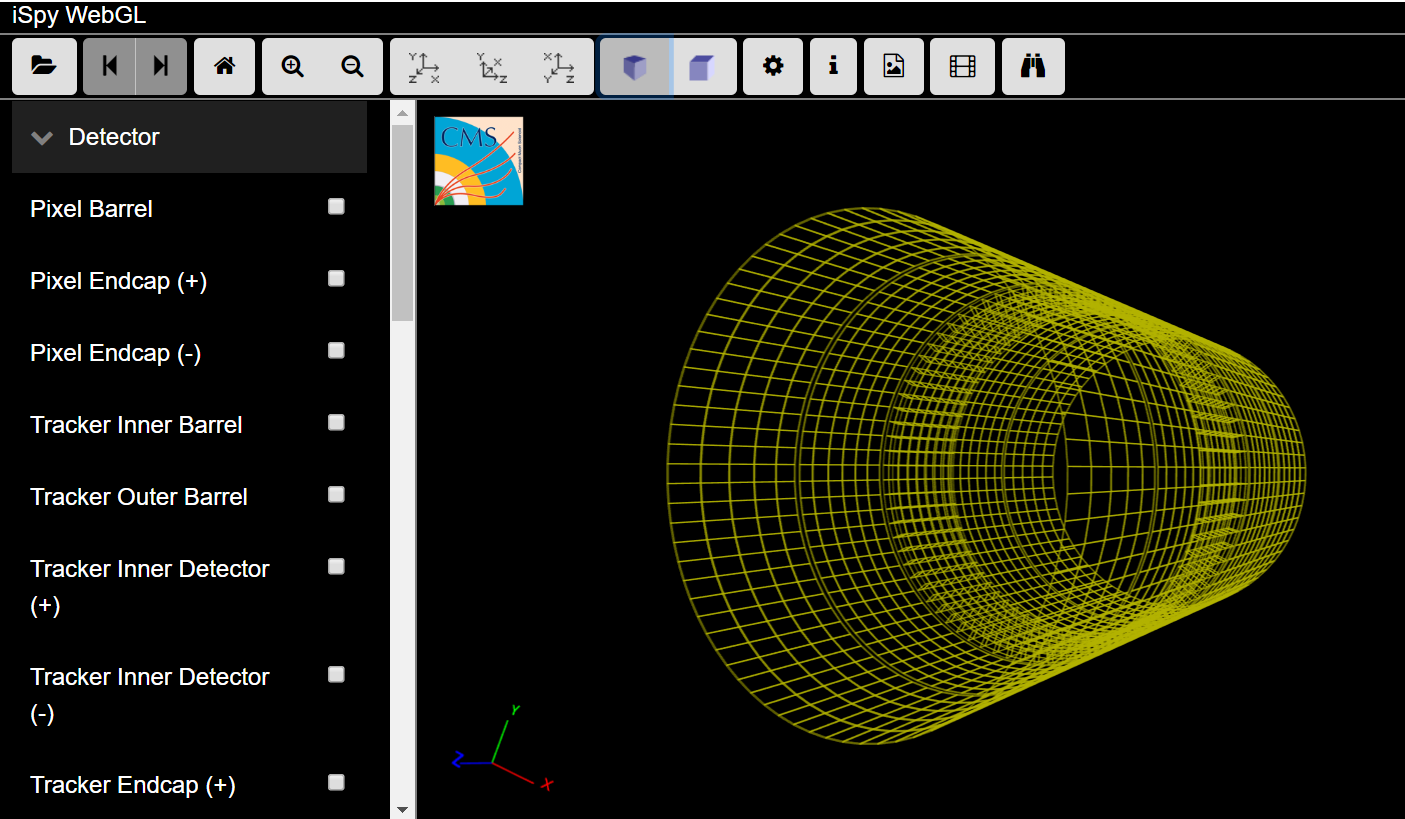 iSpy WebGL
Y
Z X
Y
X
Z
X
Y Z
i
Detector
CMS
Pixel Barrel
Pixel Endcap (+)
Pixel Endcap (-)
Tracker Inner Barrel
Tracker Outer Barrel
Tracker Inner Detector
(+)
Tracker Inner Detector
(-)
Tracker Endcap (+)
Y
Z
X